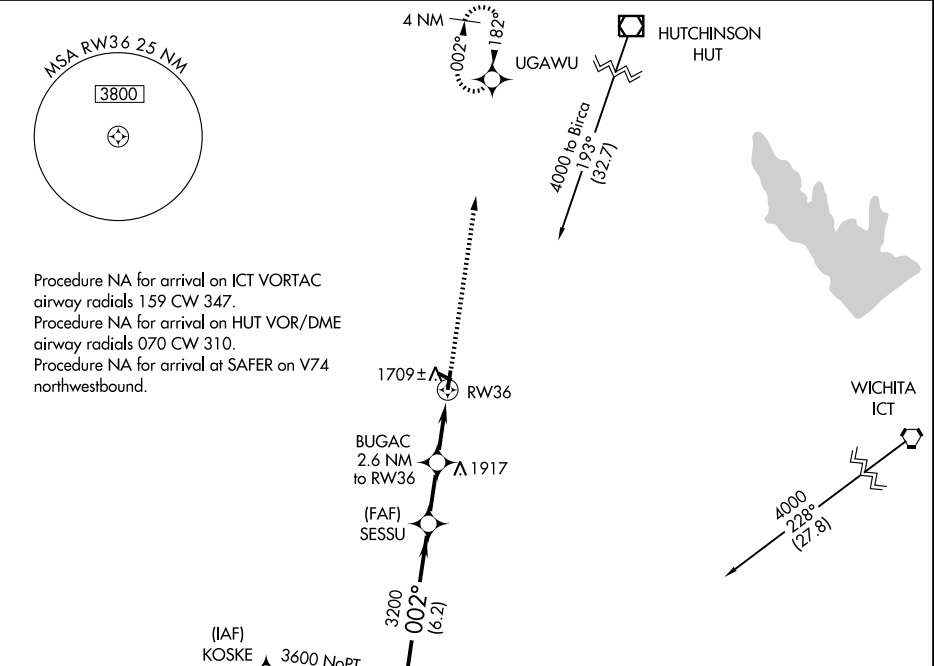 MSA RW36 25 NM
3800
4 NM
002°
182°
UGAWU
HUTCHINSON
HUT
4000 to Birca
193°
(32.7)
Procedure NA for arrival on ICT VORTAC
airway radials 159 CW 347.
Procedure NA for arrival on HUT VOR/DME
airway radials 070 CW 310.
Procedure NA for arrival at SAFER on V74
northwestbound.
1709±
RW36
BUGAC
2.6 NM
to RW36
1917
(FAF)
SESSU
WICHITA
ICT
4000
228°
(27.8)
3200
002°
(6.2)
(IAF)
KOSKE
3600 NoPT